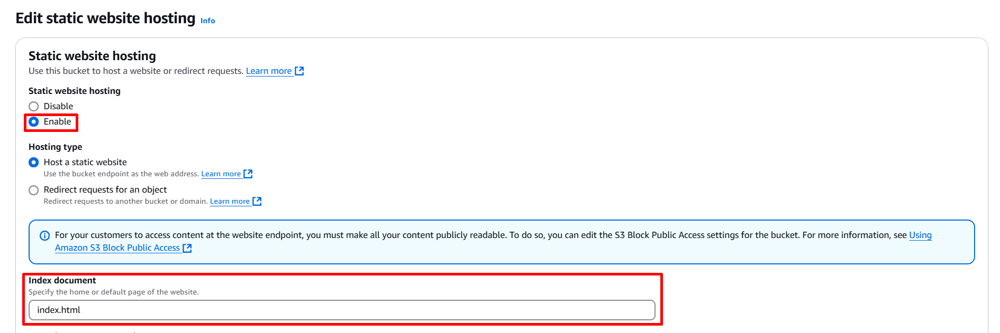 Edit static website hosting Info
Static website hosting
Use this bucket to host a website or redirect requests. Learn more
Static website hosting
Disable
Enable
Hosting type
Host a static website
Use the bucket endpoint as the web address. Learn more
Redirect requests for an object
Redirect requests to another bucket or domain. Learn more
For your customers to access content at the website endpoint, you must make all your content publicly readable. To do so, you can edit the S3 Block Public Access settings for the bucket. For more information, see Using
Amazon S3 Block Public Access
Index document
Specify the home or default page of the website.
index.html